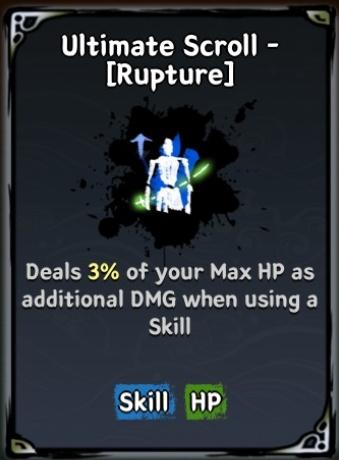 Ultimate Scroll -
[Rupture]
Deals 3% of your Max HP as
additional DMG when using a
Skill
Skill HP